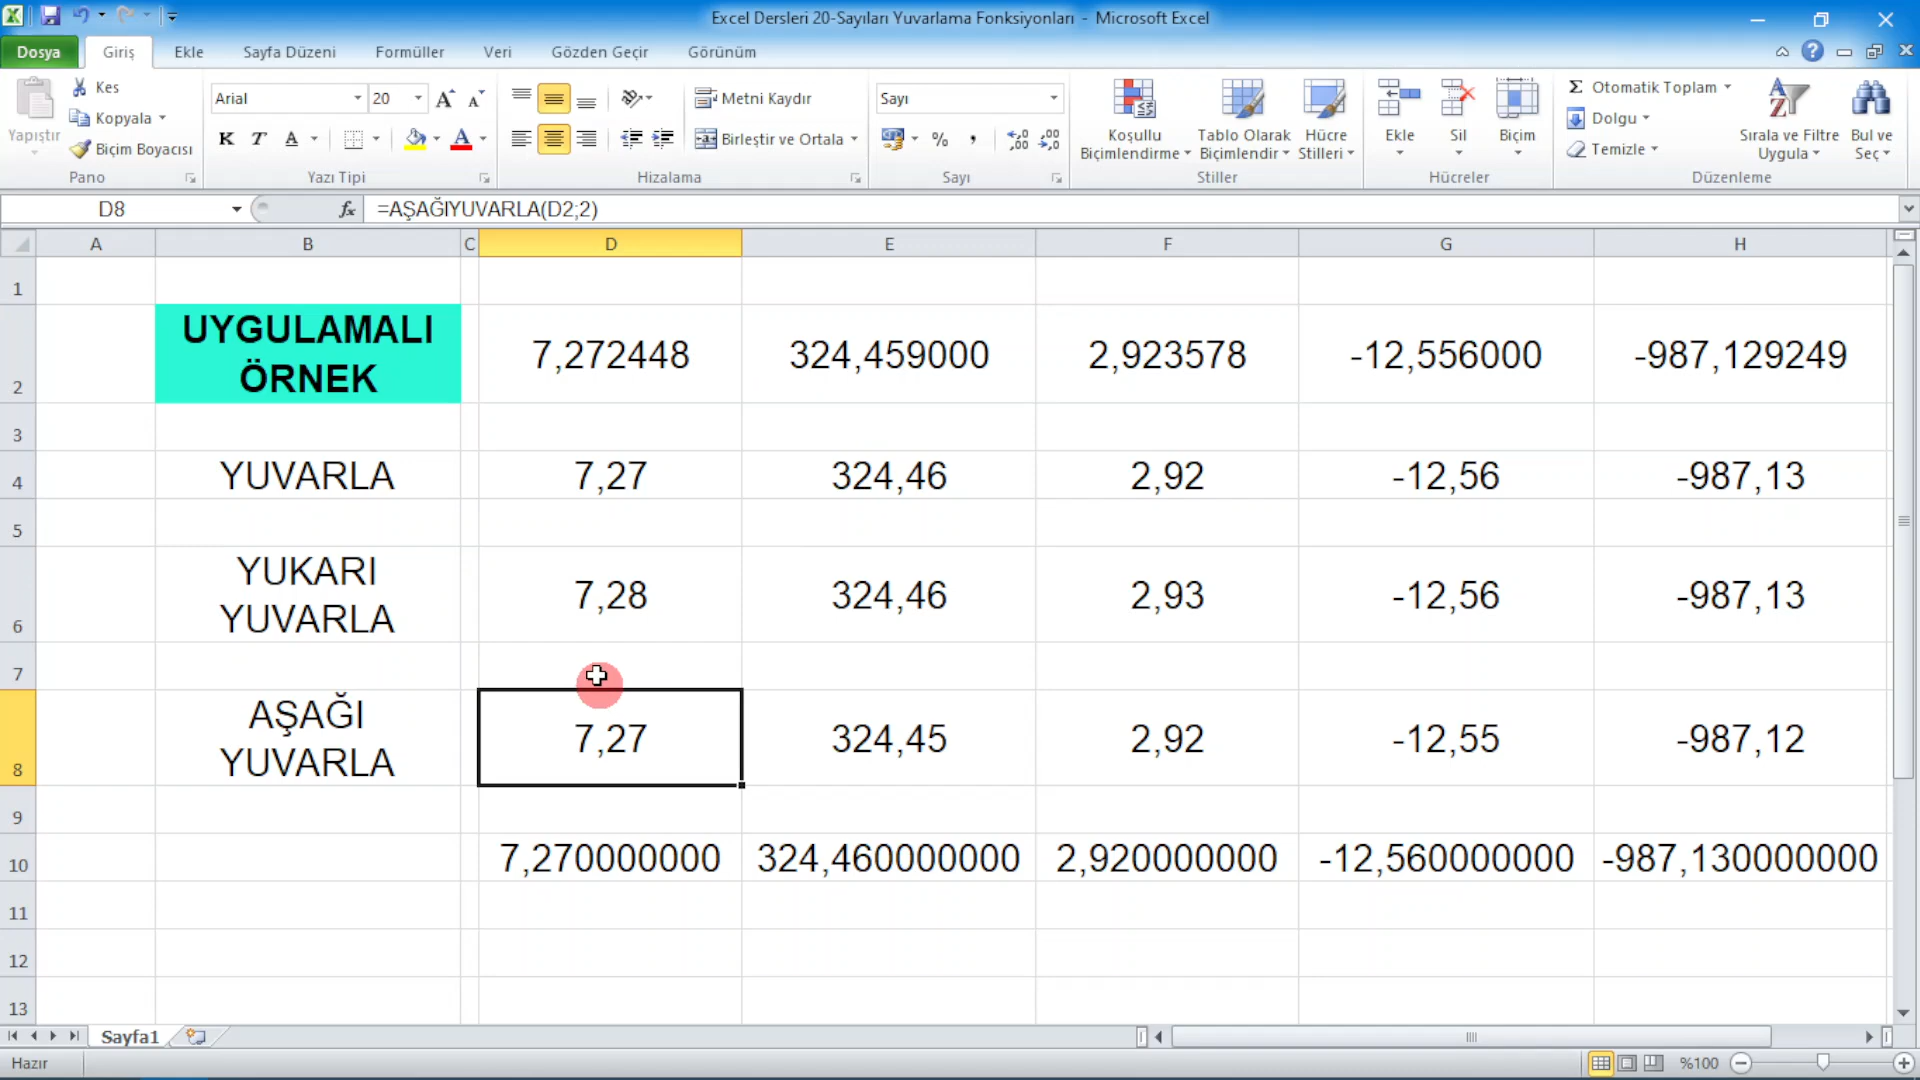 Excel Dersleri 20-Sayıları Yuvarlama Fonksiyonları - Microsoft Excel
Dosya Giriş Ekle Sayfa Düzeni Formüller Veri Gözden Geçir Görünüm
Yapıştır
Kes
Kopyala
Biçim Boyacısı
Pano
Arial 20
K T A
Yazı Tipi
Metni Kaydır
Birleştir ve Ortala
Hizalama
Sayı
%
Sayı
Koşullu Biçimlendirme
Tablo Olarak Biçimlendir
Hücre Stilleri
Stiller
Ekle
Sil
Biçim
Hücreler
Σ Otomatik Toplam
Dolgu
Temizle
Sırala ve Filtre Uygula
Bul ve Seç
Düzenleme
D8 fx =AŞAĞIYUVARLA(D2;2)
A B C D E F G H
1
2 UYGULAMALI ÖRNEK 7,272448 324,459000 2,923578 -12,556000 -987,129249
3
4 YUVARLA 7,27 324,46 2,92 -12,56 -987,13
5
6 YUKARI YUVARLA 7,28 324,46 2,93 -12,56 -987,13
7
8 AŞAĞI YUVARLA 7,27 324,45 2,92 -12,55 -987,12
9
10 7,270000000 324,460000000 2,920000000 -12,560000000 -987,130000000
11
12
13
Sayfa1
Hazır %100